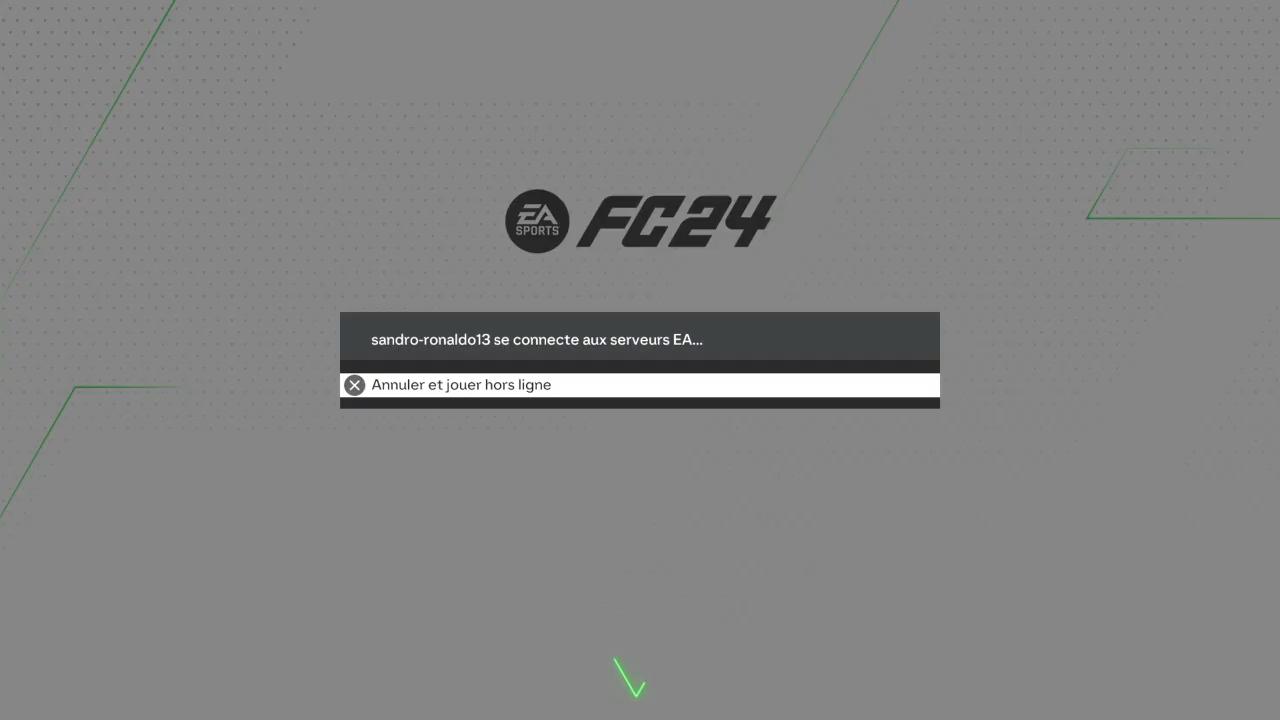 EA
SPORTS
FC24
sandro-ronaldo13 se connecte aux serveurs EA...
Annuler et jouer hors ligne